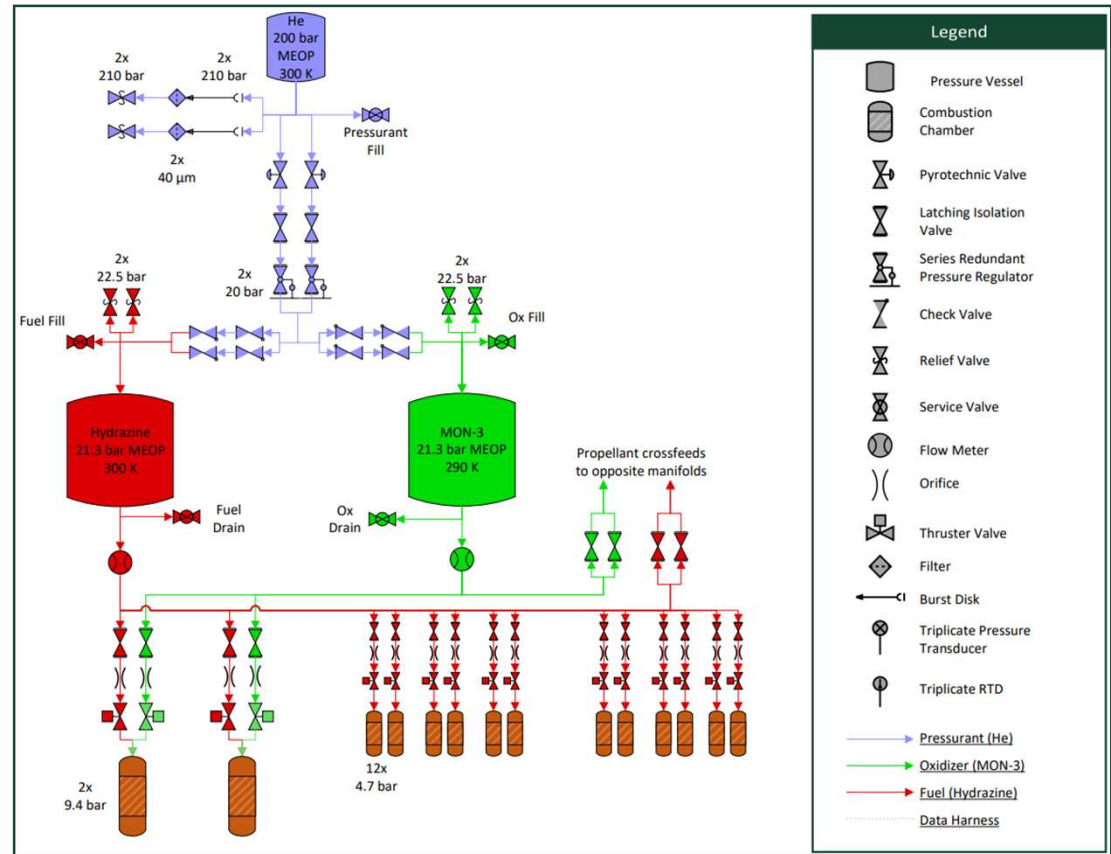 He
200 bar
MEOP
300 K
2x
210 bar
2x
210 bar
2x
40 µm
Pressurant
Fill
2x
20 bar
2x
22.5 bar
2x
22.5 bar
Fuel Fill
Ox Fill
Hydrazine
21.3 bar MEOP
300 K
MON-3
21.3 bar MEOP
290 K
Propellant crossfeeds
to opposite manifolds
Fuel
Drain
Ox
Drain
2x
9.4 bar
12x
4.7 bar
Legend
Pressure Vessel
Combustion
Chamber
Pyrotechnic Valve
Latching Isolation
Valve
Series Redundant
Pressure Regulator
Check Valve
Relief Valve
Service Valve
Flow Meter
Orifice
Thruster Valve
Filter
Burst Disk
Triplicate Pressure
Transducer
Triplicate RTD
Pressurant (He)
Oxidizer (MON-3)
Fuel (Hydrazine)
Data Harness